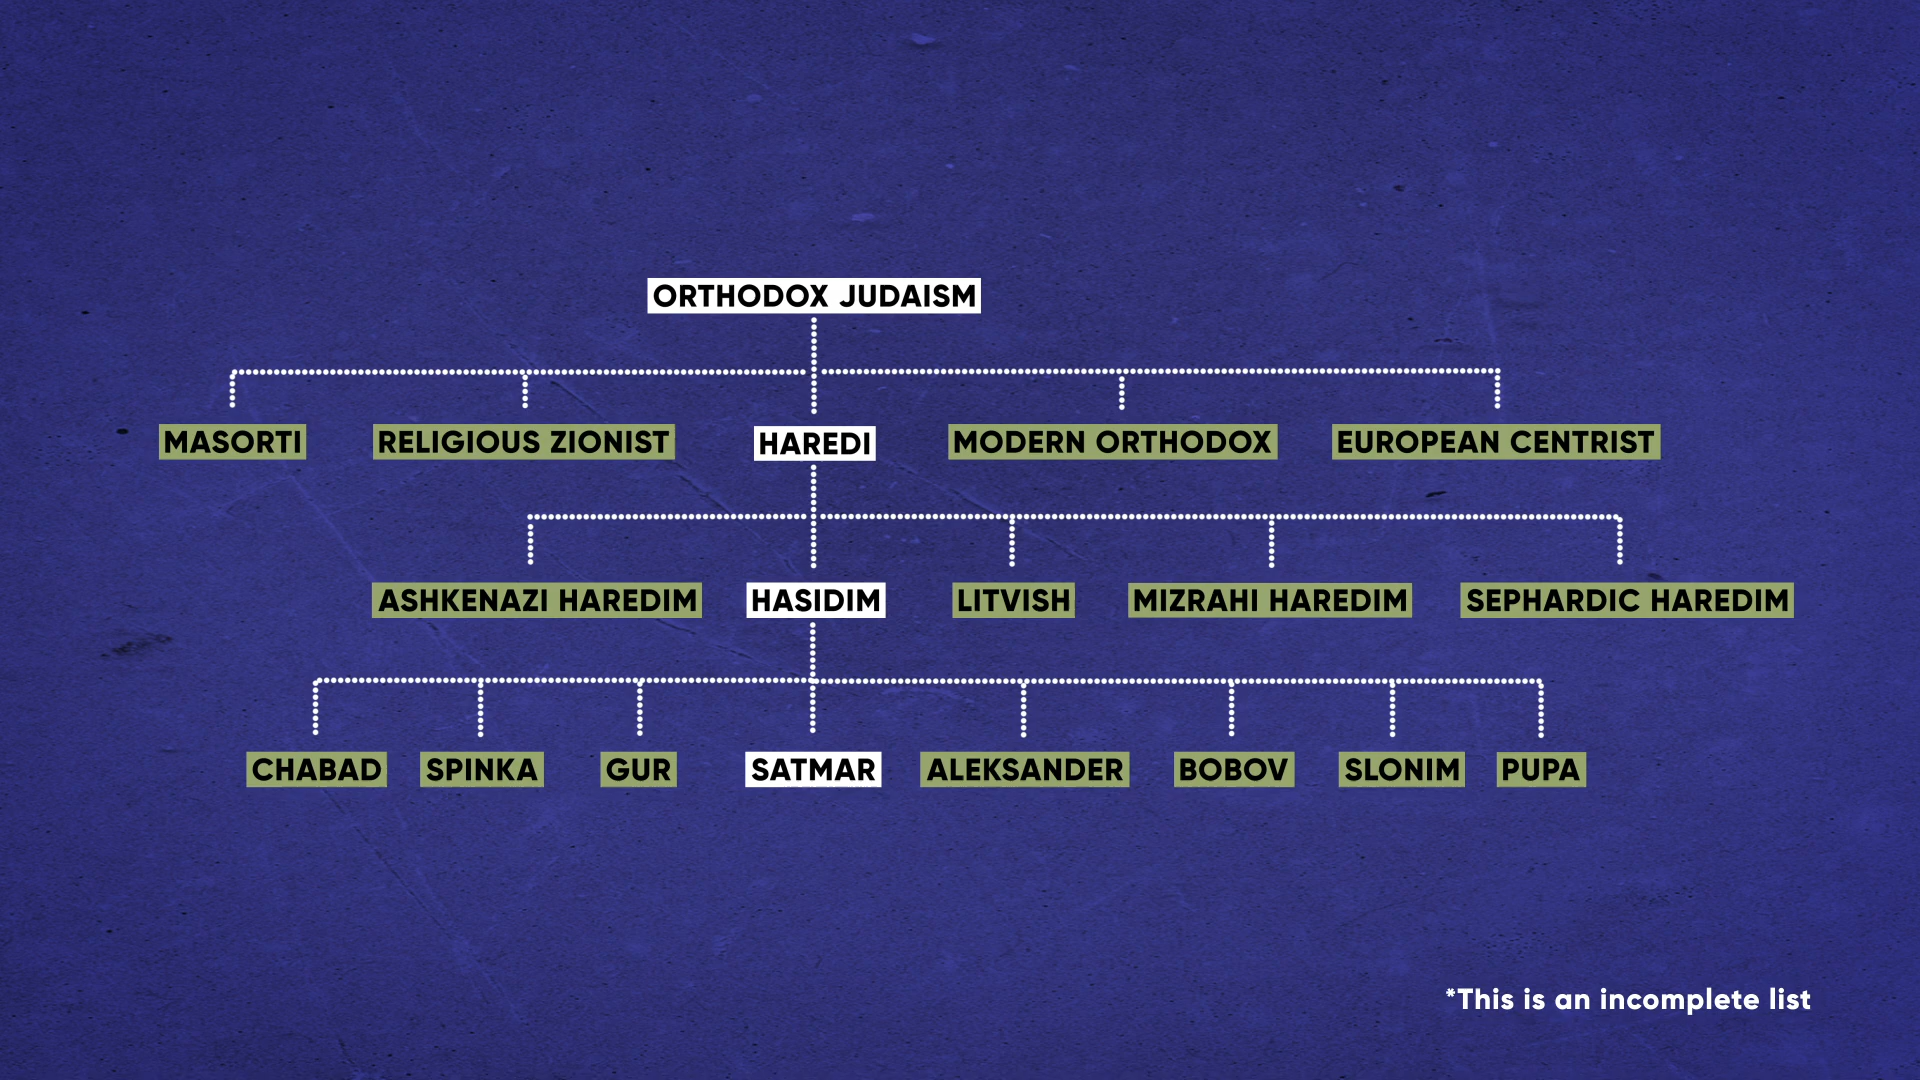 ORTHODOX JUDAISM
MASORTI RELIGIOUS ZIONIST HAREDI MODERN ORTHODOX EUROPEAN CENTRIST
ASHKENAZI HAREDIM HASIDIM LITVISH MIZRAHI HAREDIM SEPHARDIC HAREDIM
CHABAD SPINKA GUR SATMAR ALEKSANDER BOBOV SLONIM PUPA
*This is an incomplete list